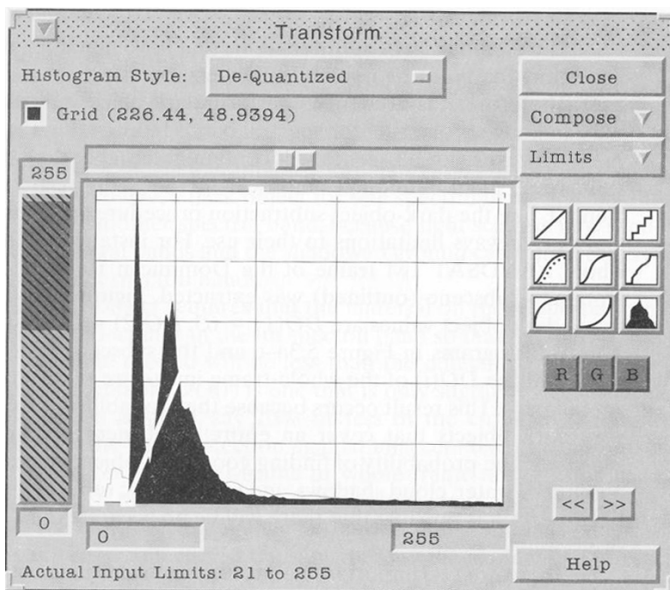 Transform
Histogram Style: De-Quantized
Close
Grid (226.44, 48.9394)
Compose
Limits
255
R G B
<< >>
0
0
255
Help
Actual Input Limits: 21 to 255